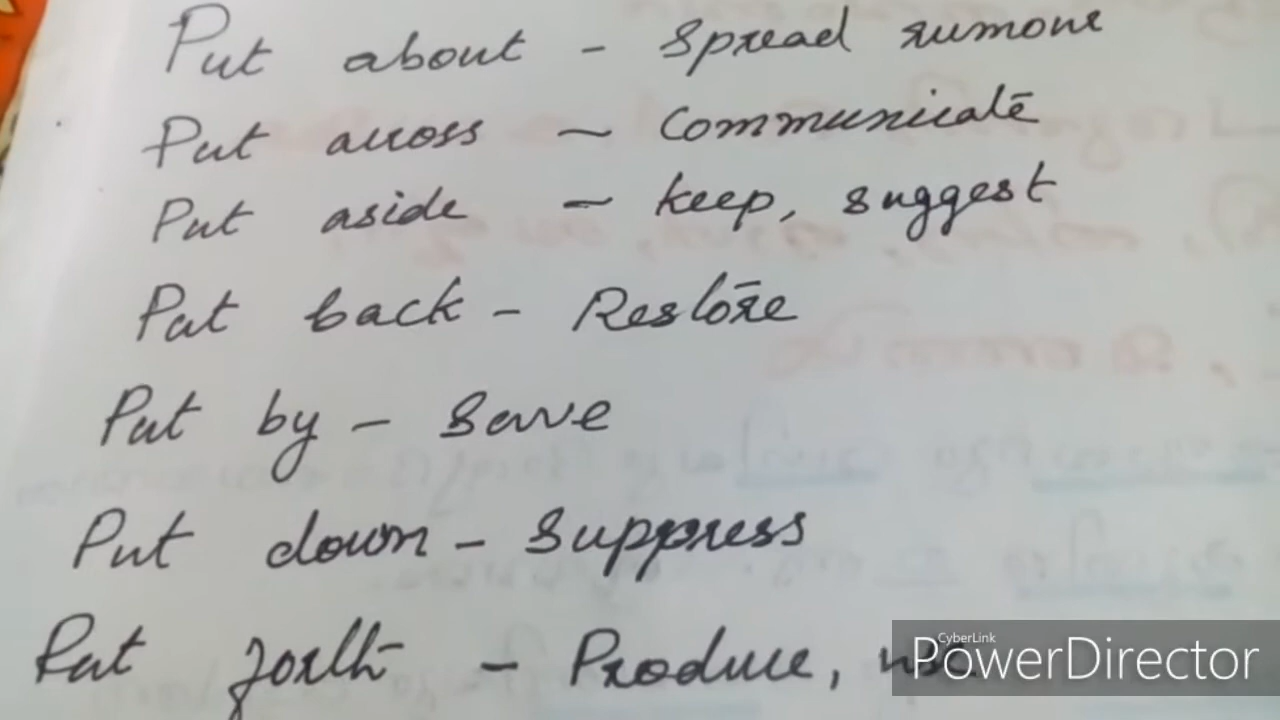 Put about - Spread rumour
Put across - Communicate
Put aside - keep, suggest
Put back - Restore
Put by - Save
Put down - Suppress
Put forth - Produce,
CyberLink
PowerDirector